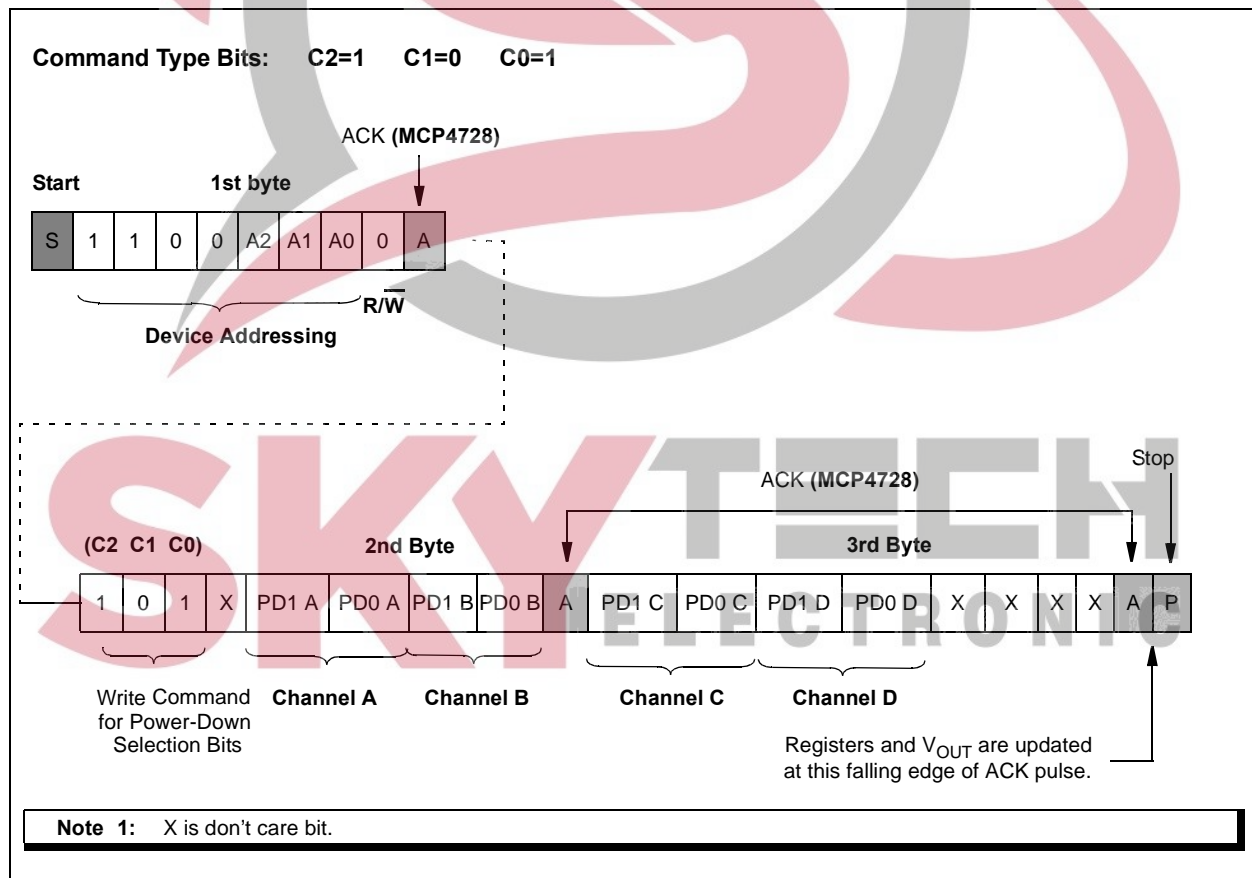 Command Type Bits: C2=1 C1=0 C0=1
ACK (MCP4728)
Start 1st byte
S 1 1 0 0 A2 A1 A0 0 A
R/W
Device Addressing
Stop
ACK (MCP4728)
(C2 C1 C0) 2nd Byte 3rd Byte
1 0 1 X PD1 A PD0 A PD1 B PD0 B A PD1 C PD0 C PD1 D PD0 D X X X X A P
Write Command
for Power-Down
Selection Bits
Channel A Channel B Channel C Channel D
Registers and VOUT are updated
at this falling edge of ACK pulse.
Note 1: X is don't care bit.
SKYTECH
ELECTRONIC